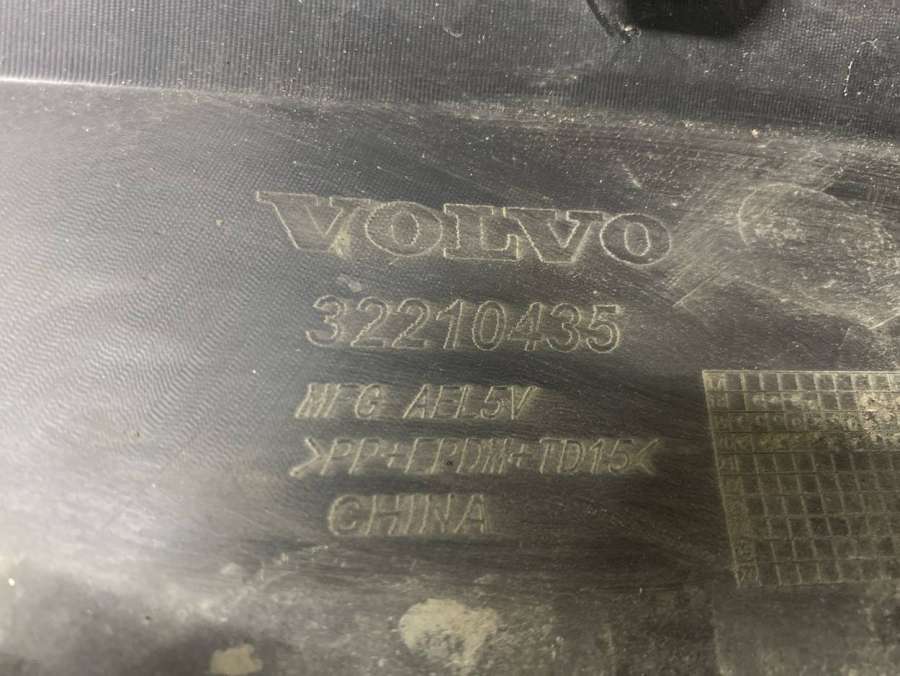 VOLVO
32210435
MFG AEL5V
>PP+EPDM+TD15<
CHINA